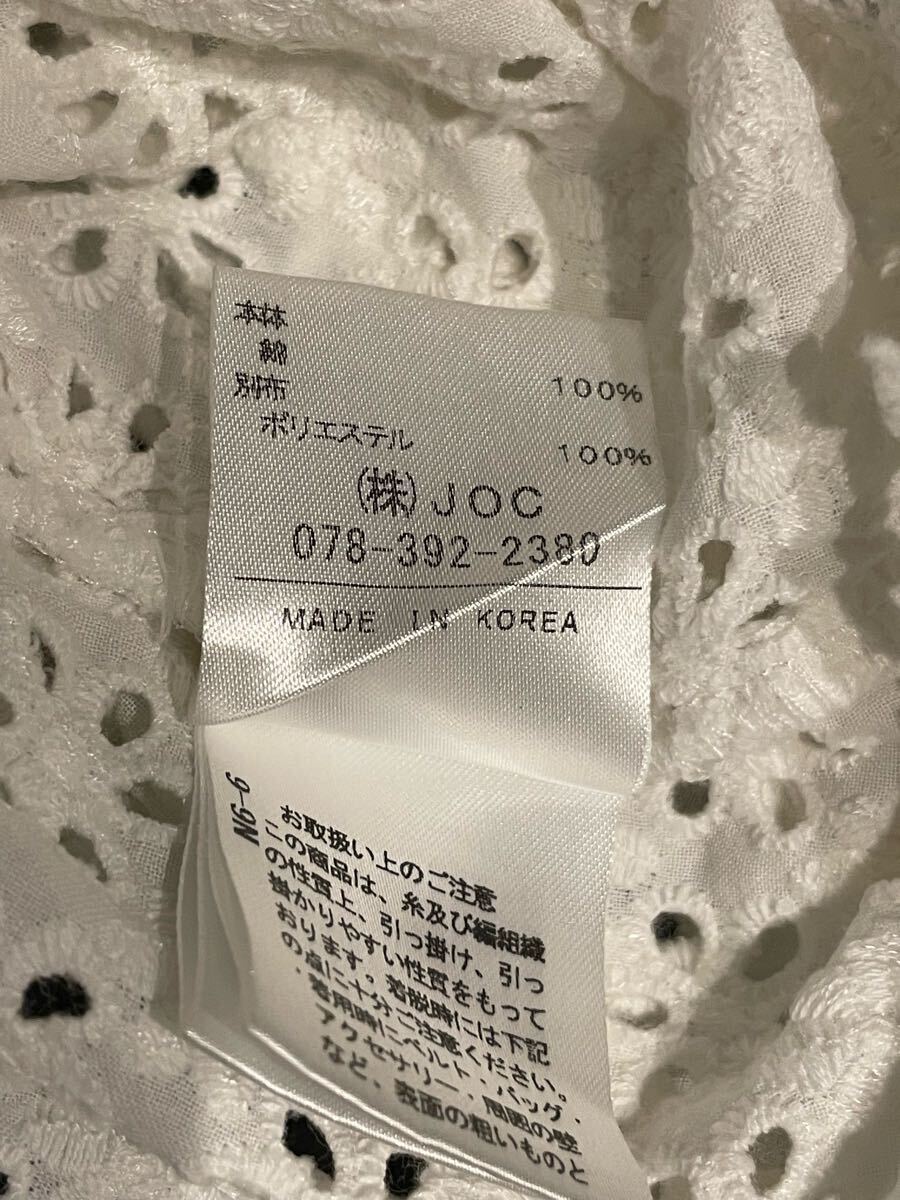 本体
綿 100%
別布
ポリエステル 100%
(株)JOC
078-392-2380
MADE IN KOREA
N6-6
お取扱い上のご注意
この商品は、糸及び編組織
の性質上、引っ掛け、引っ
掛かりやすい性質をもって
おります。着脱時には下記
の点に十分ご注意ください。
・着用時にベルト・バッグ・
アクセサリー、周囲の壁
など、表面の粗いものと